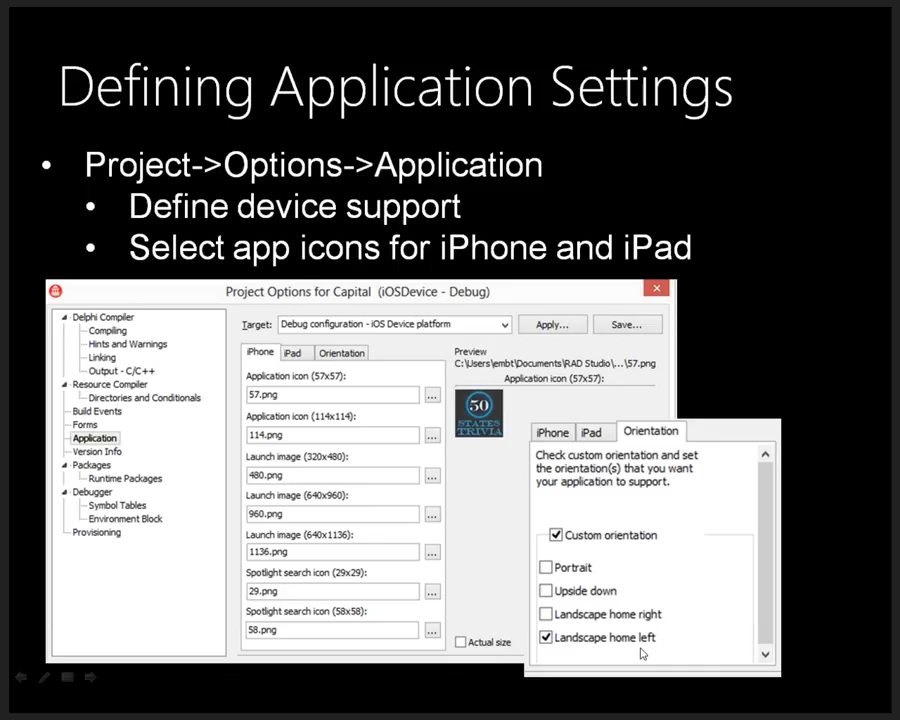 Defining Application Settings
• Project->Options->Application
• Define device support
• Select app icons for iPhone and iPad
Project Options for Capital (iOSDevice - Debug)
Delphi Compiler
Compiling
Hints and Warnings
Linking
Output - C/C++
Resource Compiler
Directories and Conditionals
Build Events
Forms
Application
Version Info
Packages
Runtime Packages
Debugger
Symbol Tables
Environment Block
Provisioning
Target: Debug configuration - iOS Device platform Apply... Save...
iPhone iPad Orientation
Application icon (57x57):
57.png ...
Application icon (114x114):
114.png ...
Launch image (320x480):
480.png ...
Launch image (640x960):
960.png ...
Launch image (640x1136):
1136.png ...
Spotlight search icon (29x29):
29.png ...
Spotlight search icon (58x58):
58.png ...
Preview
C:\Users\embt\Documents\RAD Studio\...\57.png
Application icon (57x57):
50
STATES
TRIVIA
Actual size
iPhone iPad Orientation
Check custom orientation and set
the orientation(s) that you want
your application to support.
Custom orientation
Portrait
Upside down
Landscape home right
Landscape home left